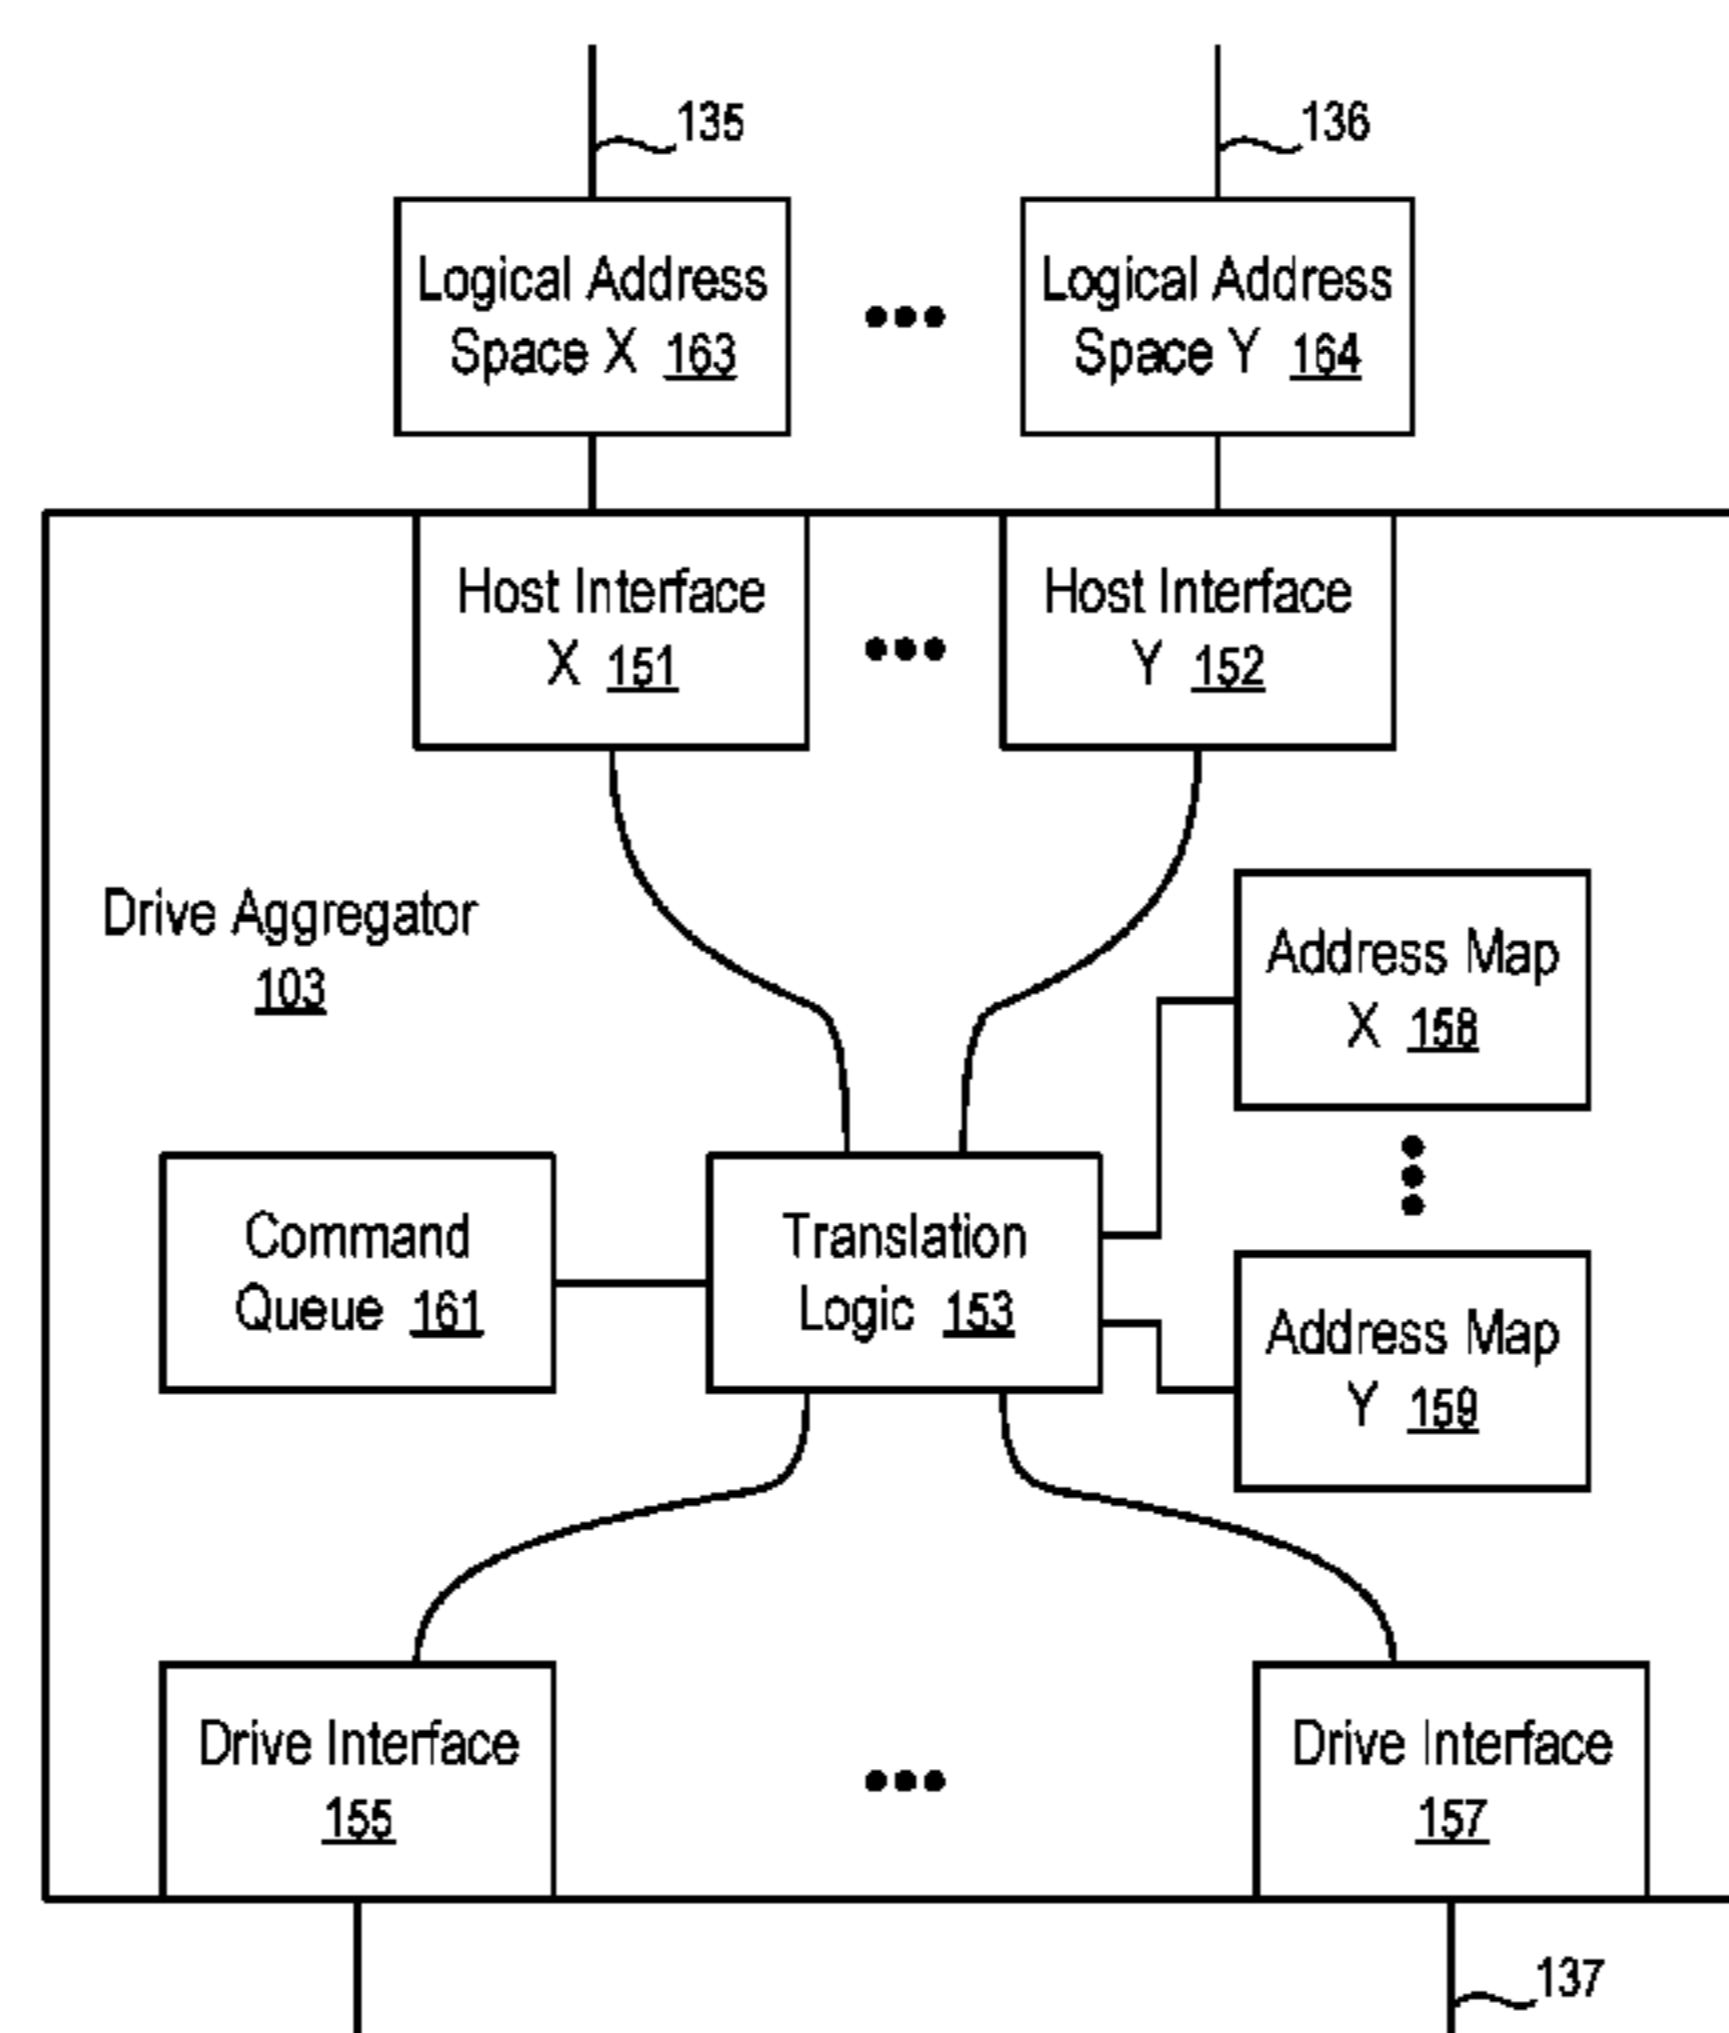 135
136
Logical Address
Space X 163
Logical Address
Space Y 164
Host Interface
X 151
Host Interface
Y 152
Drive Aggregator
103
Address Map
X 158
Command
Queue 161
Translation
Logic 153
Address Map
Y 159
Drive Interface
155
Drive Interface
157
137